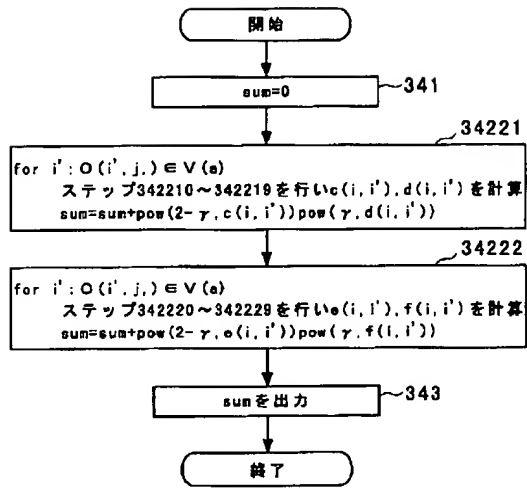 開始
sum=0
341
34221
for i':O(i',j,)∈V(a)
ステップ342210~342219を行いc(i,i'),d(i,i')を計算
sum=sum+pow(2-γ,c(i,i'))pow(γ,d(i,i'))
34222
for i':O(i',j,)∈V(a)
ステップ342220~342229を行いe(i,i'),f(i,i')を計算
sum=sum+pow(2-γ,e(i,i'))pow(γ,f(i,i'))
sumを出力
343
終了